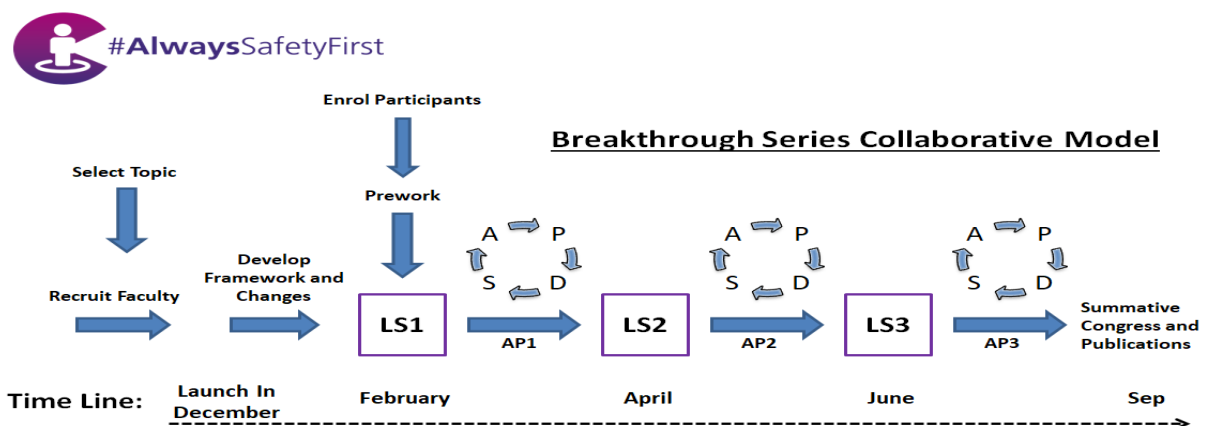 #AlwaysSafetyFirst
Enrol Participants
Breakthrough Series Collaborative Model
Select Topic
Prework
A P
S D
A P
S D
A P
S D
Develop
Framework and
Changes
Recruit Faculty
LS1
LS2
LS3
AP1
AP2
AP3
Summative
Congress and
Publications
Time Line:
Launch In
December
February
April
June
Sep